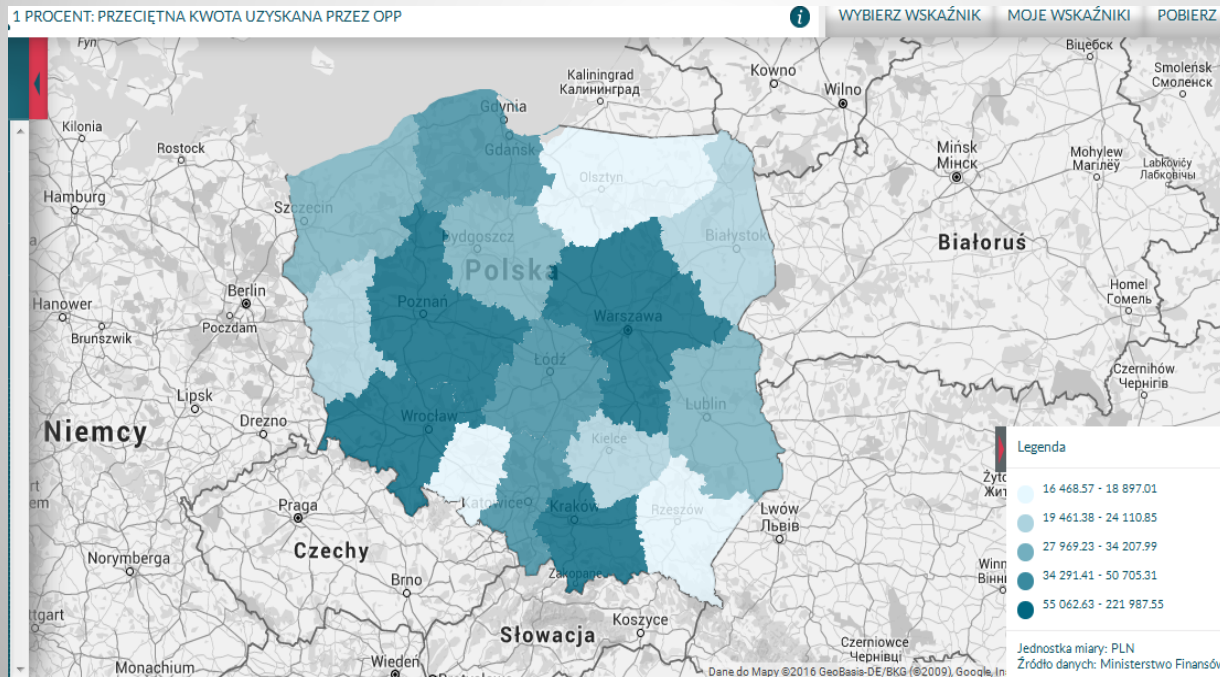 1 PROCENT: PRZECIĘTNA KWOTA UZYSKANA PRZEZ OPP
i
WYBIERZ WSKAŹNIK
MOJE WSKAŹNIKI
POBIERZ
Fyn
Kilonia
Rostock
Hamburg
Hanower
Brunszwik
Berlin
Poczdam
Lipsk
Drezno
Niemcy
Praga
Czechy
Norymberga
Brno
Monachium
Wiedeń
Słowacja
Koszyce
Gdynia
Gdańsk
Szczecin
Bydgoszcz
Polska
Olsztyn
Białystok
Poznań
Warszawa
Łódź
Wrocław
Lublin
Kielce
Katowice
Kraków
Rzeszów
Zakopane
Kaliningrad
Калининград
Kowno
Wilno
Віцебск
Smoleńsk
Смоленск
Mińsk
Мінск
Mohylew
Магілёў
Labkovičy
Лабковічы
Białoruś
Homel
Гомель
Czernihów
Чернігів
Lwów
Львів
Czerniowce
Чернівці
Legenda
16 468.57 - 18 897.01
19 461.38 - 24 110.85
27 969.23 - 34 207.99
34 291.41 - 50 705.31
55 062.63 - 221 987.55
Jednostka miary: PLN
Źródło danych: Ministerstwo Finansów
Dane do Mapy ©2016 GeoBasis-DE/BKG (©2009), Google, In